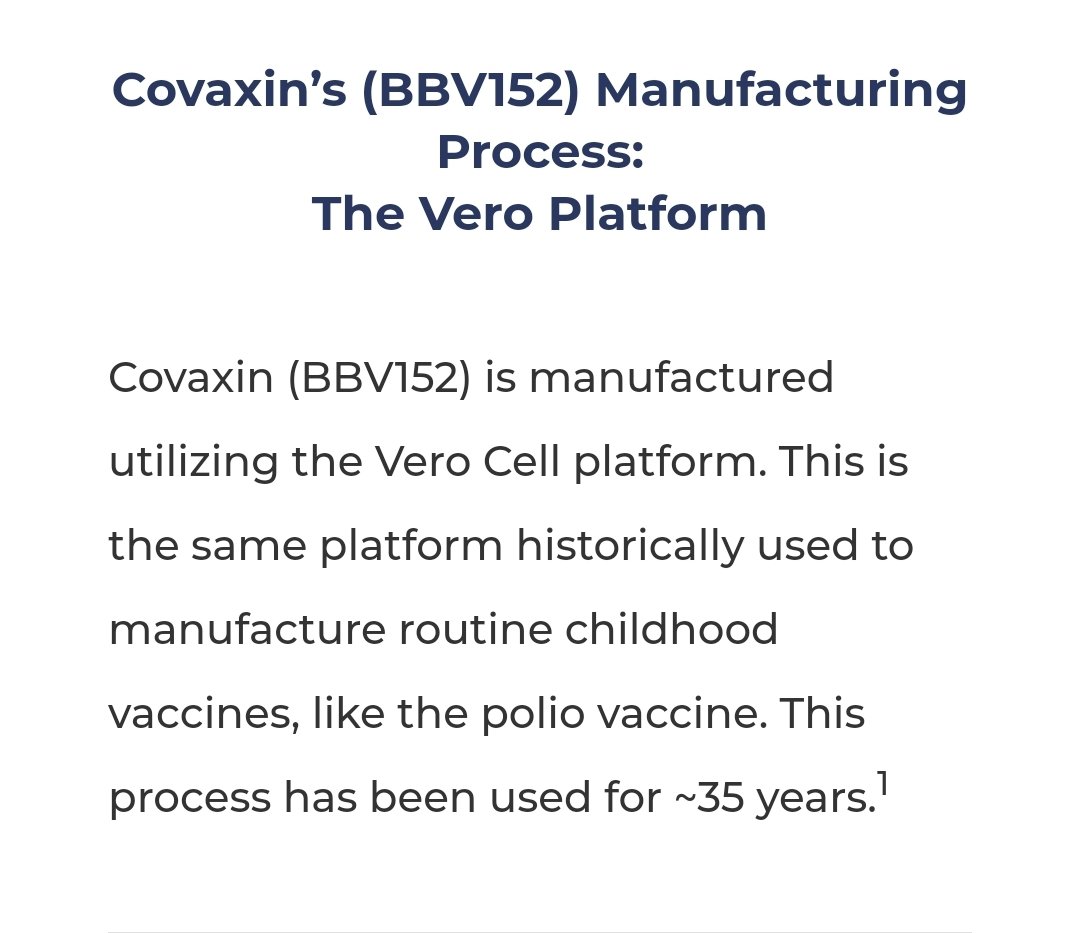 Covaxin’s (BBV152) Manufacturing
Process:
The Vero Platform
Covaxin (BBV152) is manufactured
utilizing the Vero Cell platform. This is
the same platform historically used to
manufacture routine childhood
vaccines, like the polio vaccine. This
process has been used for ~35 years.¹